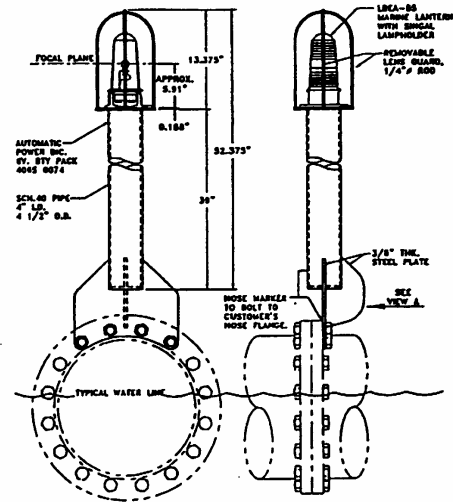 LBEA-BS
MARINE LANTERN
WITH SINGAL
LAMPHOLDER
FOCAL PLANE
13.375"
APPROX.
5.91"
REMOVABLE
LENS GUARD,
1/4"ø ROD
0.188"
AUTOMATIC
POWER INC.
6V. BTY PACK
52.375"
SCH.40 PIPE
4" I.D.
4 1/2" O.D.
39"
3/8" THK.
STEEL PLATE
HOSE MARKER
TO BOLT TO
CUSTOMER'S
HOSE FLANGE.
SEE
VIEW A
TYPICAL WATER LINE